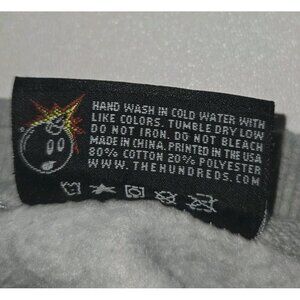 HAND WASH IN COLD WATER WITH
LIKE COLORS. TUMBLE DRY LOW
DO NOT IRON. DO NOT BLEACH
MADE IN CHINA. PRINTED IN THE USA
80% COTTON 20% POLYESTER
WWW.THEHUNDREDS.COM